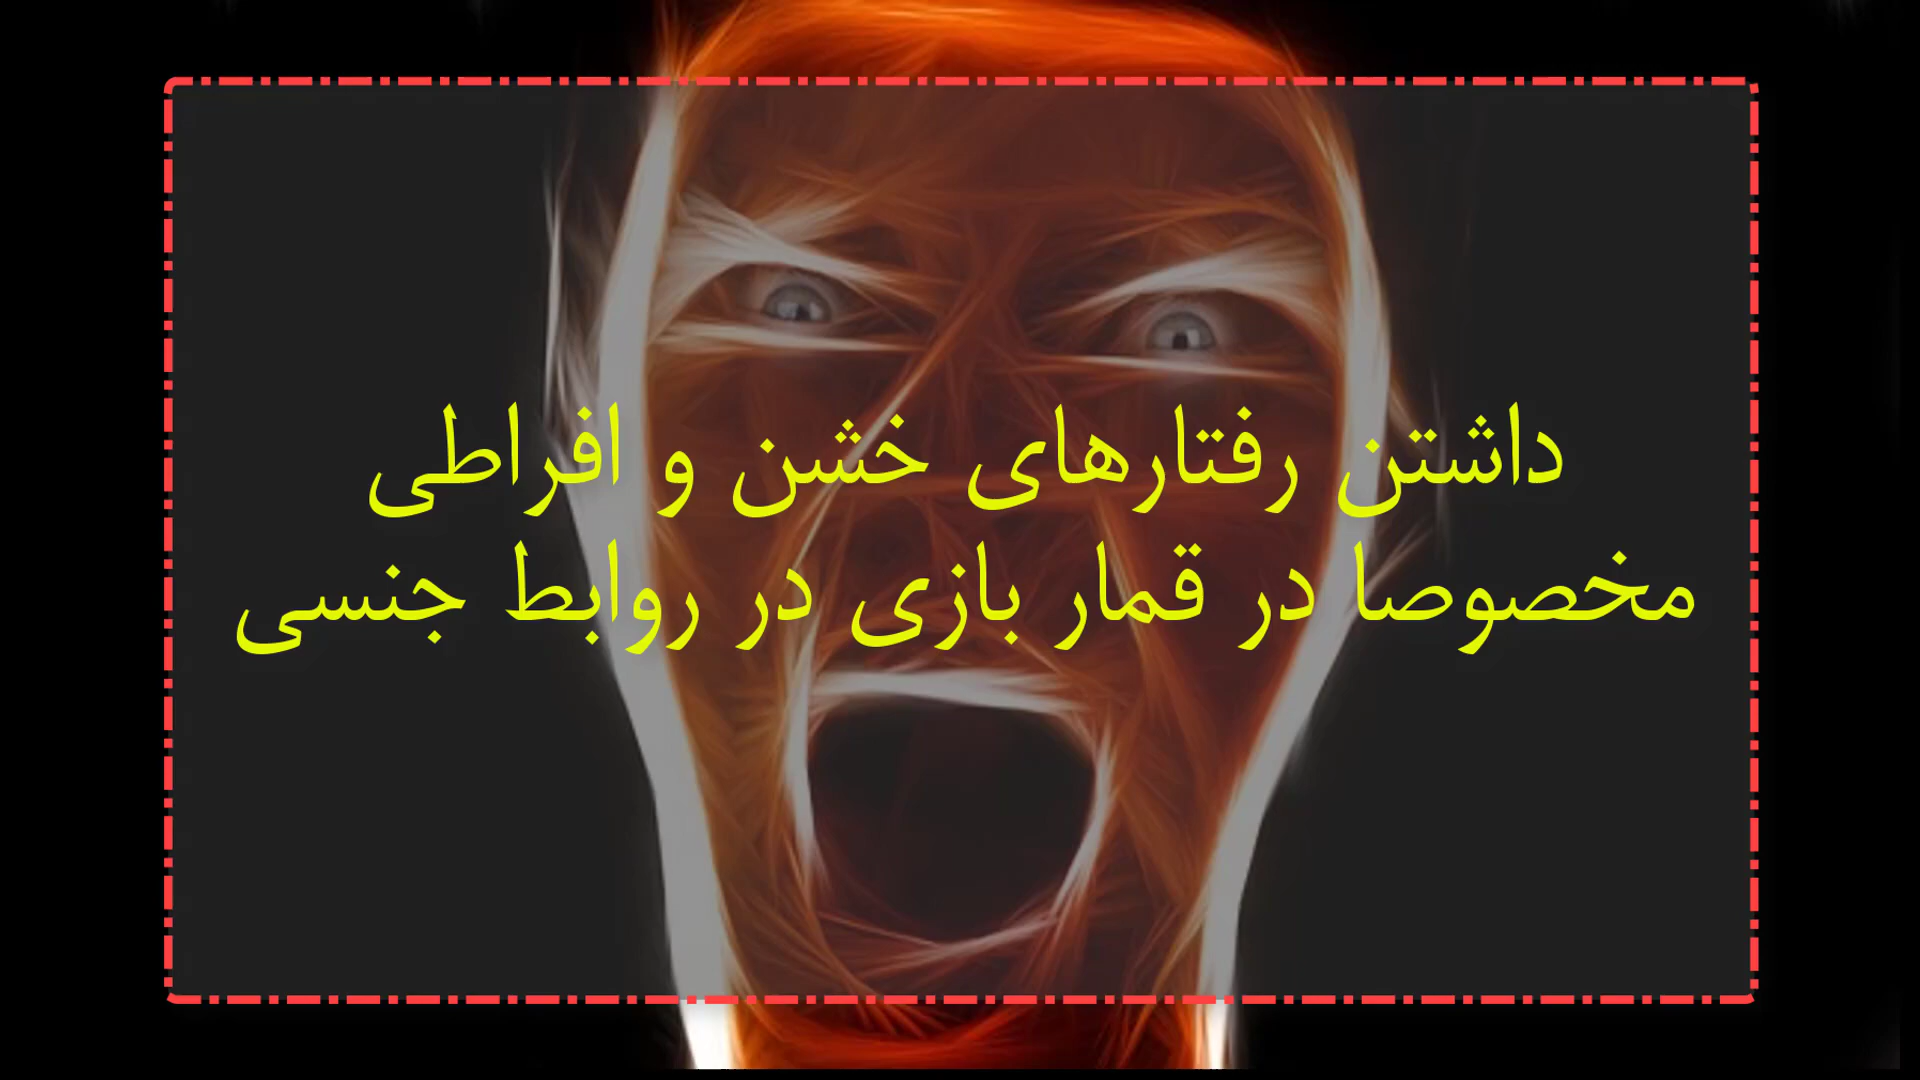 داشتن رفتارهای خشن و افراطی
مخصوصا در قمار بازی در روابط جنسی